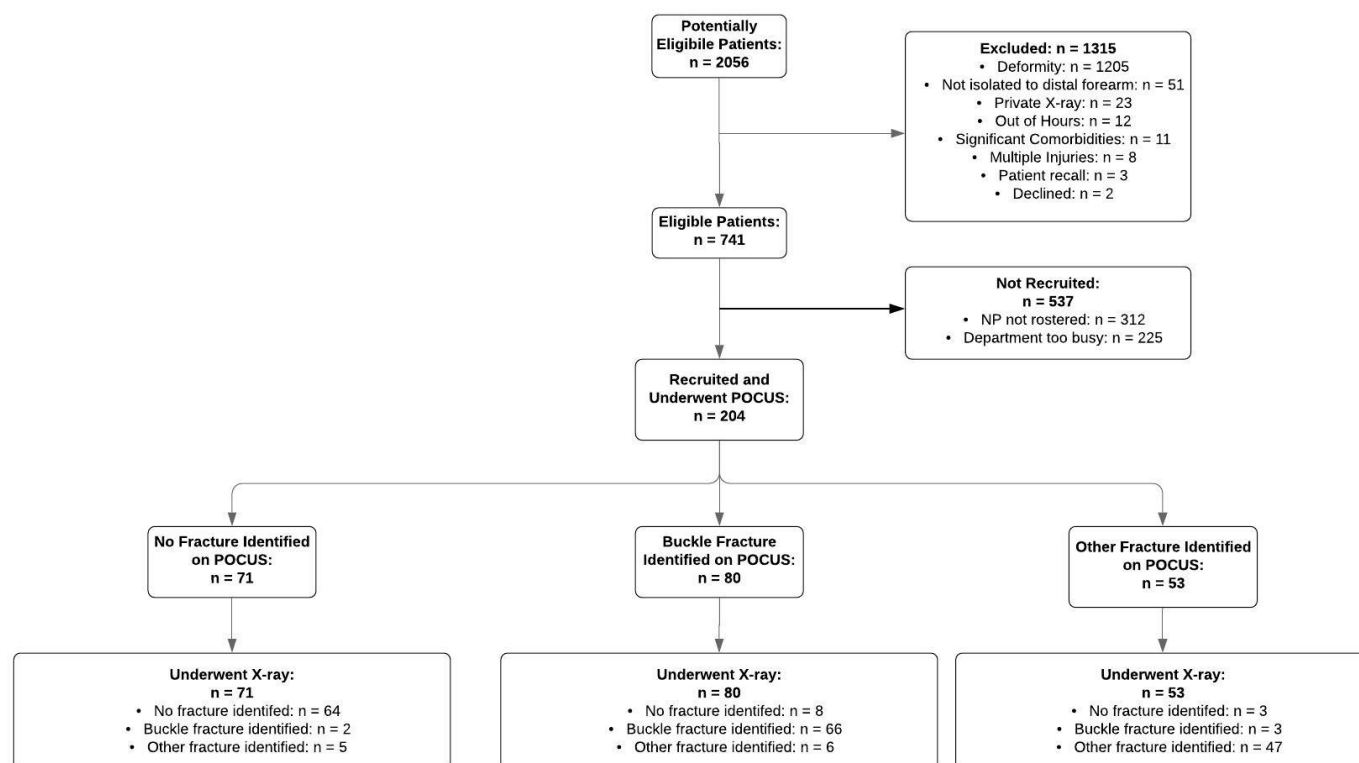 Potentially
Eligibile Patients:
n = 2056
Excluded: n = 1315
• Deformity: n = 1205
• Not isolated to distal forearm: n = 51
• Private X-ray: n = 23
• Out of Hours: n = 12
• Significant Comorbidities: n = 11
• Multiple Injuries: n = 8
• Patient recall: n = 3
• Declined: n = 2
Eligible Patients:
n = 741
Not Recruited:
n = 537
• NP not rostered: n = 312
• Department too busy: n = 225
Recruited and
Underwent POCUS:
n = 204
No Fracture Identified
on POCUS:
n = 71
Buckle Fracture
Identified on POCUS:
n = 80
Other Fracture Identified
on POCUS:
n = 53
Underwent X-ray:
n = 71
• No fracture identifed: n = 64
• Buckle fracture identified: n = 2
• Other fracture identified: n = 5
Underwent X-ray:
n = 80
• No fracture identifed: n = 8
• Buckle fracture identified: n = 66
• Other fracture identified: n = 6
Underwent X-ray:
n = 53
• No fracture identifed: n = 3
• Buckle fracture identified: n = 3
• Other fracture identified: n = 47